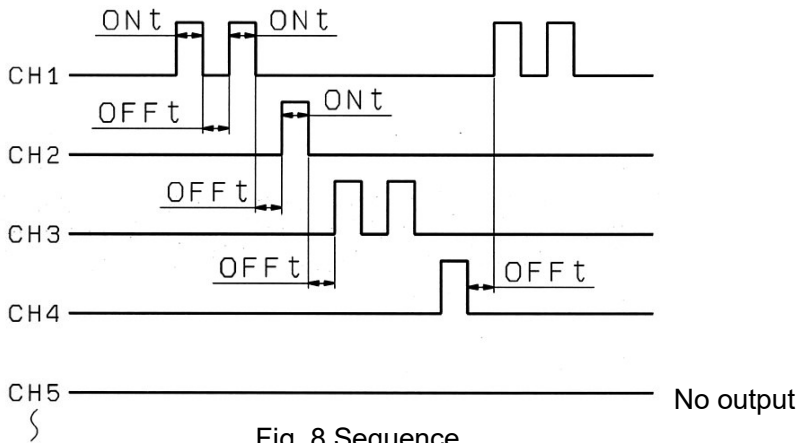 ONt ONt
CH1
OFFt
ONt
CH2
OFFt
CH3
OFFt OFFt
CH4
CH5 No output
Fig. 8 Sequence